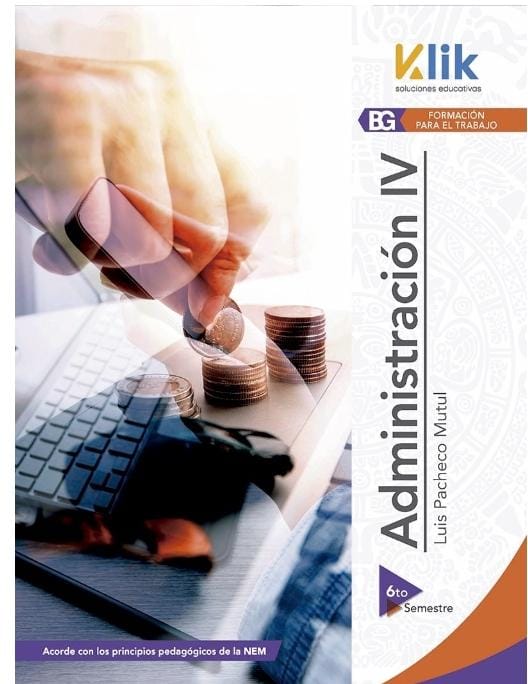 Klik
soluciones educativas
BG
FORMACIÓN
PARA EL TRABAJO
Administración IV
Luis Pacheco Mutul
6to
Semestre
Acorde con los principios pedagógicos de la NEM